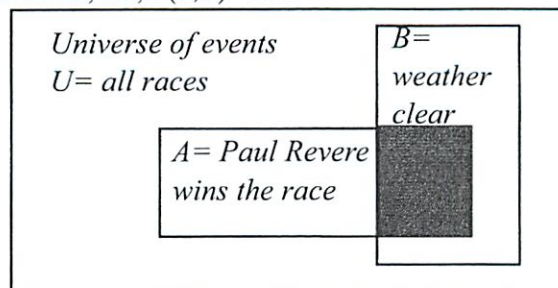 Universe of events
U= all races
B=
weather
clear
A= Paul Revere
wins the race